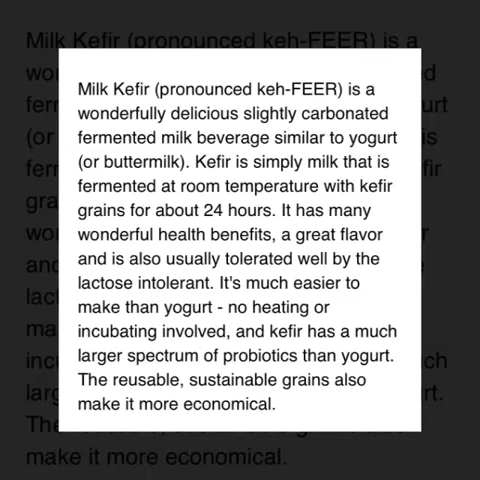 Milk Kefir (pronounced keh-FEER) is a
wonderfully delicious slightly carbonated
fermented milk beverage similar to yogurt
(or buttermilk). Kefir is simply milk that is
fermented at room temperature with kefir
grains for about 24 hours. It has many
wonderful health benefits, a great flavor
and is also usually tolerated well by the
lactose intolerant. It's much easier to
make than yogurt - no heating or
incubating involved, and kefir has a much
larger spectrum of probiotics than yogurt.
The reusable, sustainable grains also
make it more economical.